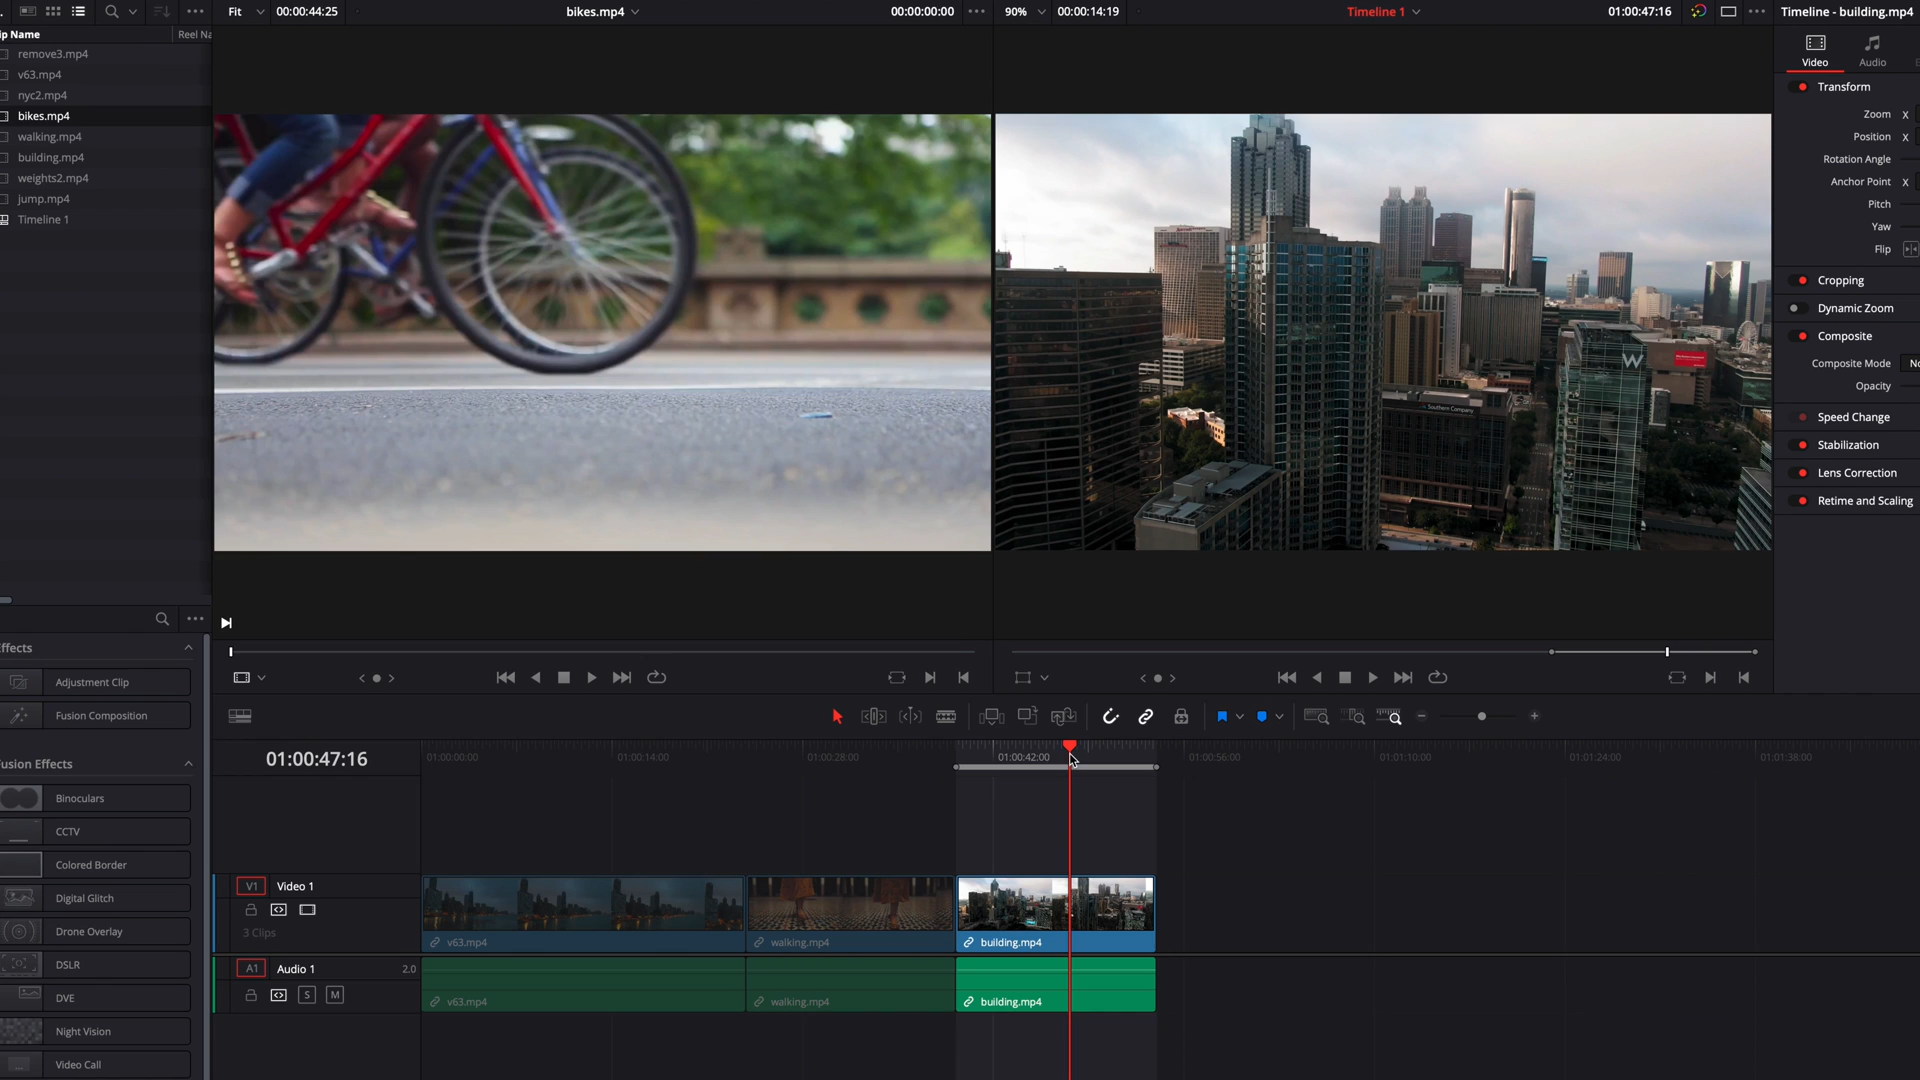 Fit 00:00:44:25 bikes.mp4 00:00:00:00 90% 00:00:14:19 Timeline 1 01:00:47:16 Timeline - building.mp4
ip Name Reel Na
remove3.mp4
v63.mp4
nyc2.mp4
bikes.mp4
walking.mp4
building.mp4
weights2.mp4
jump.mp4
Timeline 1
Video Audio
Transform
Zoom X
Position X
Rotation Angle
Anchor Point X
Pitch
Yaw
Flip
Cropping
Dynamic Zoom
Composite
Composite Mode No
Opacity
Speed Change
Stabilization
Lens Correction
Retime and Scaling
W
Southern Company
ffects
Adjustment Clip
Fusion Composition
usion Effects
Binoculars
CCTV
Colored Border
Digital Glitch
Drone Overlay
DSLR
DVE
Night Vision
Video Call
01:00:47:16
01:00:00:00 01:00:14:00 01:00:28:00 01:00:42:00 01:00:56:00 01:01:10:00 01:01:24:00 01:01:38:00
V1 Video 1
3 Clips
v63.mp4 walking.mp4 building.mp4
A1 Audio 1 2.0
S M
v63.mp4 walking.mp4 building.mp4